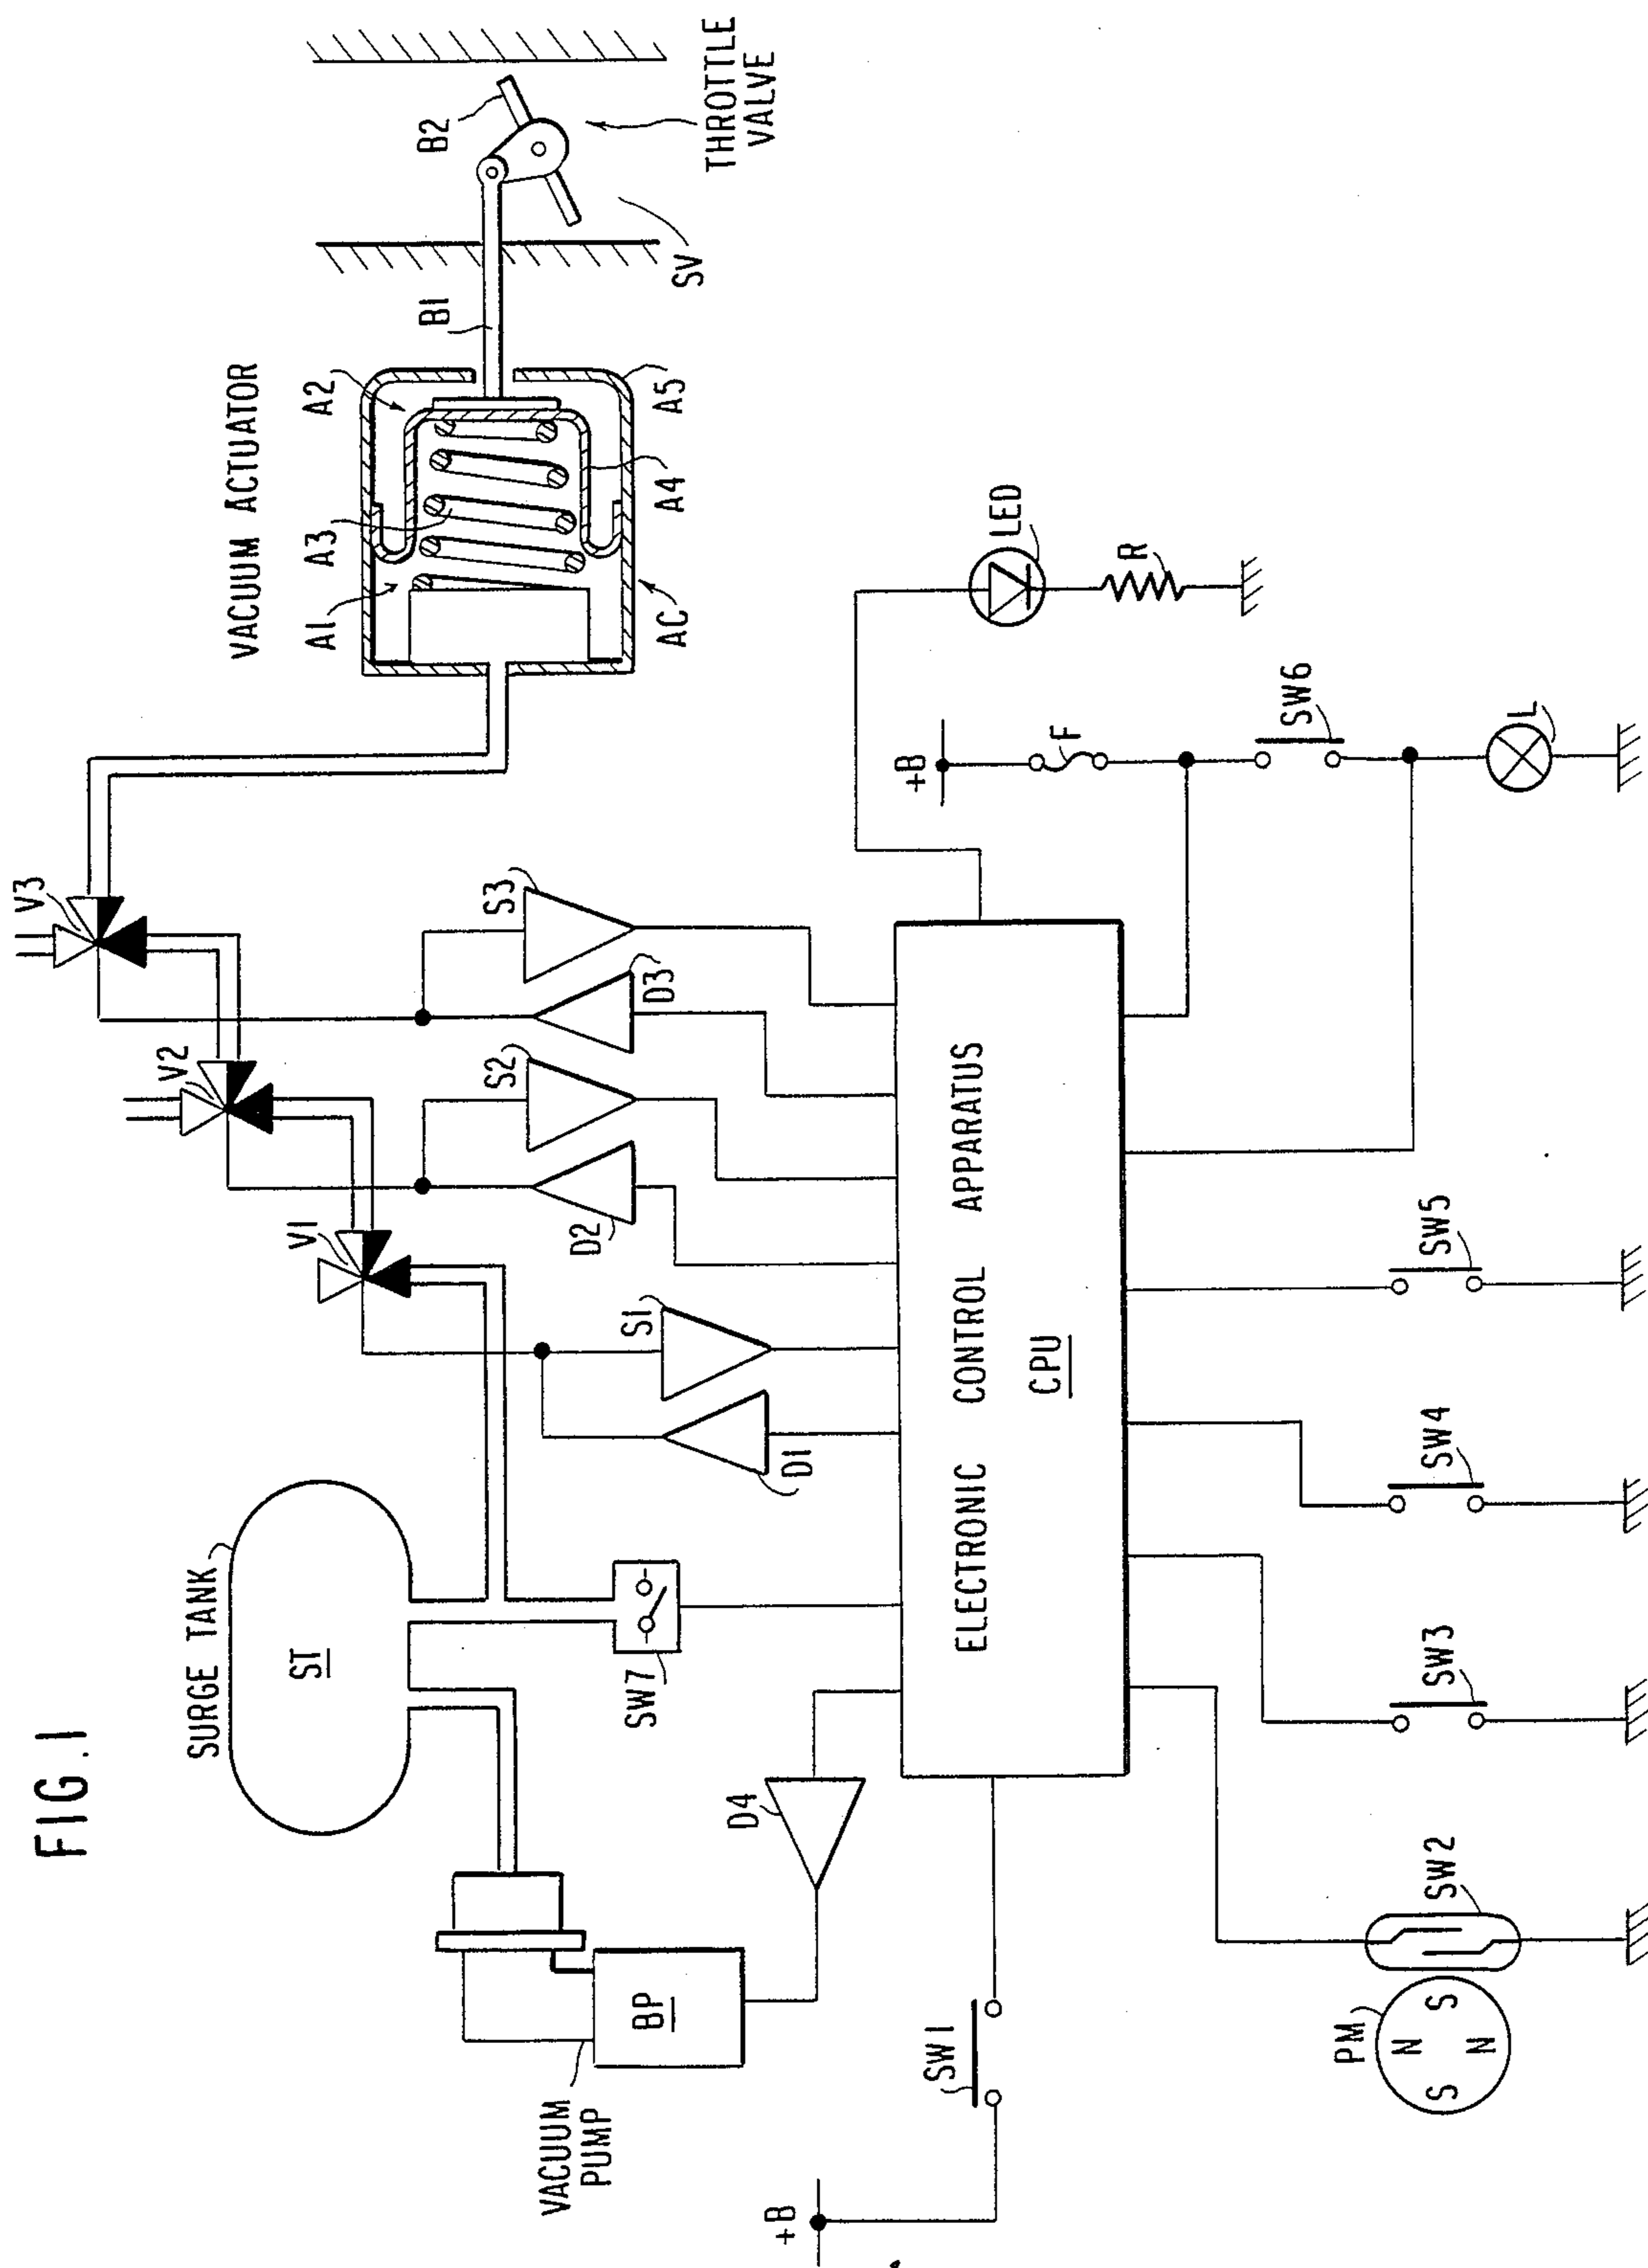 FIG.1
SURGE TANK
ST
VACUUM
PUMP
BP
SW7
D4
V1
V2
V3
D1
S1
D2
S2
D3
S3
VACUUM ACTUATOR
A1
A3
A2
AC
A4
A5
B1
B2
SV
THROTTLE
VALVE
ELECTRONIC CONTROL APPARATUS
CPU
+B
SW1
PM
N
S
S
N
SW2
SW3
SW4
SW5
+B
F
SW6
L
LED
R